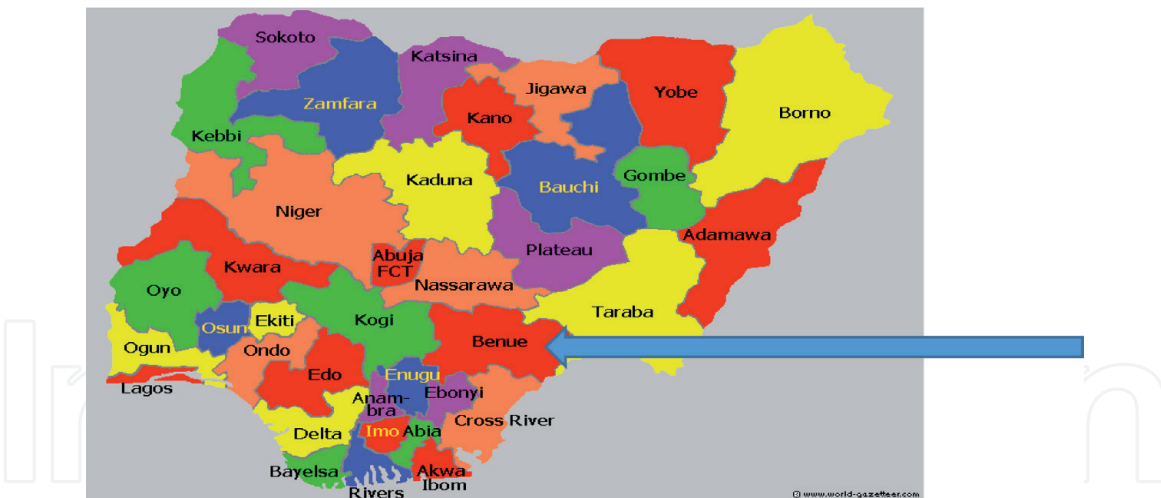 Sokoto
Katsina
Zamfara
Jigawa
Yobe
Kano
Borno
Kebbi
Kaduna
Bauchi
Gombe
Niger
Adamawa
Plateau
Abuja
FCT
Kwara
Nassarawa
Oyo
Taraba
Osun
Ekiti
Kogi
Benue
Ogun
Ondo
Edo
Enugu
Lagos
Anam-
bra
Ebonyi
Cross River
Delta
Imo
Abia
Bayelsa
Akwa
Ibom
Rivers
© www.world-gazetteer.com